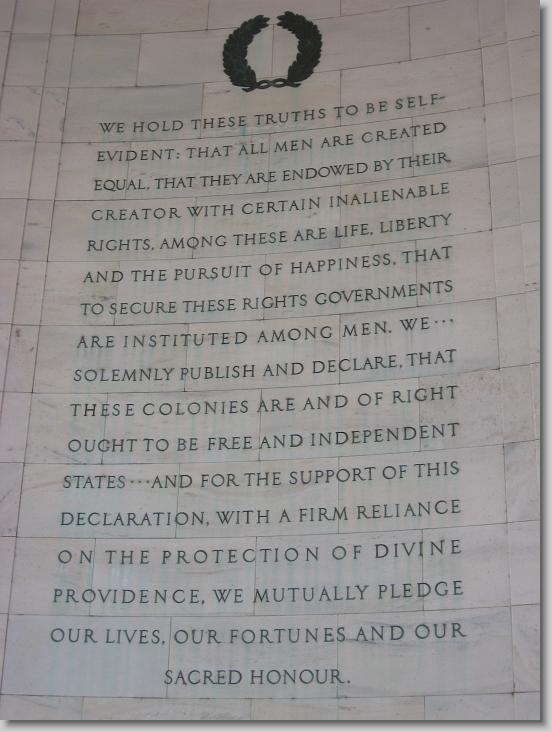 WE HOLD THESE TRUTHS TO BE SELF-
EVIDENT: THAT ALL MEN ARE CREATED
EQUAL, THAT THEY ARE ENDOWED BY THEIR
CREATOR WITH CERTAIN INALIENABLE
RIGHTS, AMONG THESE ARE LIFE, LIBERTY
AND THE PURSUIT OF HAPPINESS, THAT
TO SECURE THESE RIGHTS GOVERNMENTS
ARE INSTITUTED AMONG MEN. WE···
SOLEMNLY PUBLISH AND DECLARE, THAT
THESE COLONIES ARE AND OF RIGHT
OUGHT TO BE FREE AND INDEPENDENT
STATES···AND FOR THE SUPPORT OF THIS
DECLARATION, WITH A FIRM RELIANCE
ON THE PROTECTION OF DIVINE
PROVIDENCE, WE MUTUALLY PLEDGE
OUR LIVES, OUR FORTUNES AND OUR
SACRED HONOUR.